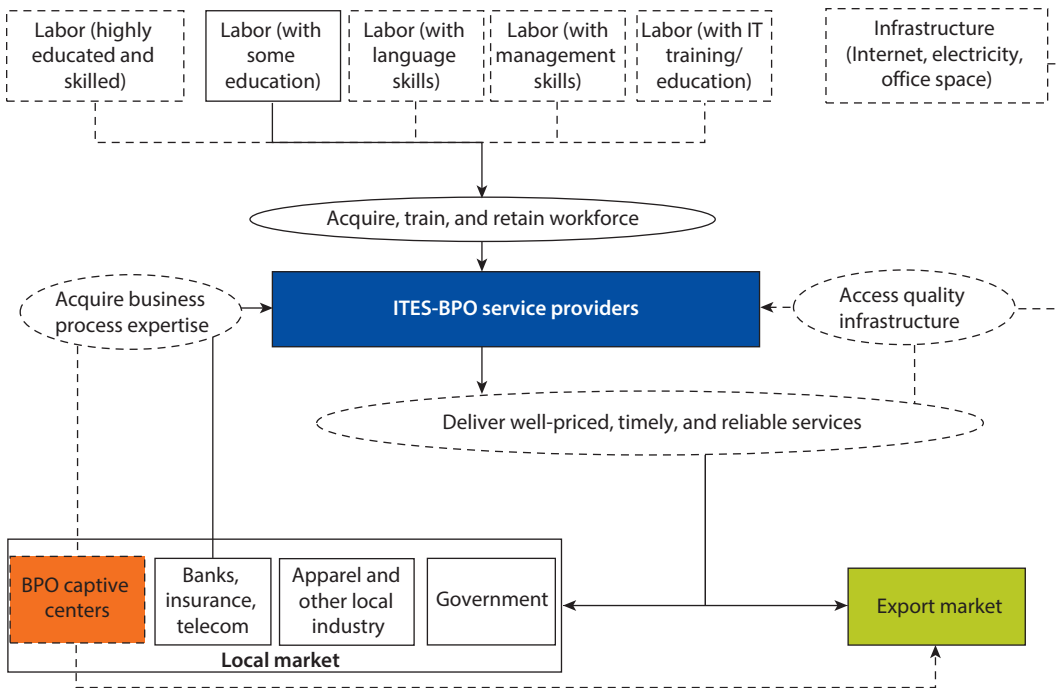 Labor (highly
educated and
skilled)
Labor (with
some
education)
Labor (with
language
skills)
Labor (with
management
skills)
Labor (with IT
training/
education)
Infrastructure
(Internet, electricity,
office space)
Acquire, train, and retain workforce
Acquire business
process expertise
ITES-BPO service providers
Access quality
infrastructure
Deliver well-priced, timely, and reliable services
BPO captive
centers
Banks,
insurance,
telecom
Apparel and
other local
industry
Government
Export market
Local market